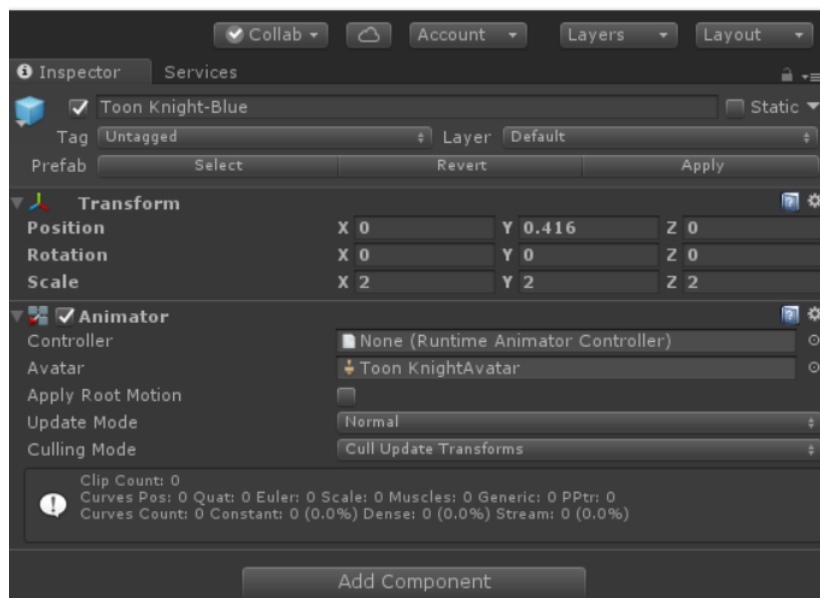 Collab Account Layers Layout
Inspector Services
Toon Knight-Blue Static
Tag Untagged Layer Default
Prefab Select Revert Apply
Transform
Position X 0 Y 0.416 Z 0
Rotation X 0 Y 0 Z 0
Scale X 2 Y 2 Z 2
Animator
Controller None (Runtime Animator Controller)
Avatar Toon KnightAvatar
Apply Root Motion
Update Mode Normal
Culling Mode Cull Update Transforms
Clip Count: 0
Curves Pos: 0 Quat: 0 Euler: 0 Scale: 0 Muscles: 0 Generic: 0 PPtr: 0
Curves Count: 0 Constant: 0 (0.0%) Dense: 0 (0.0%) Stream: 0 (0.0%)
Add Component